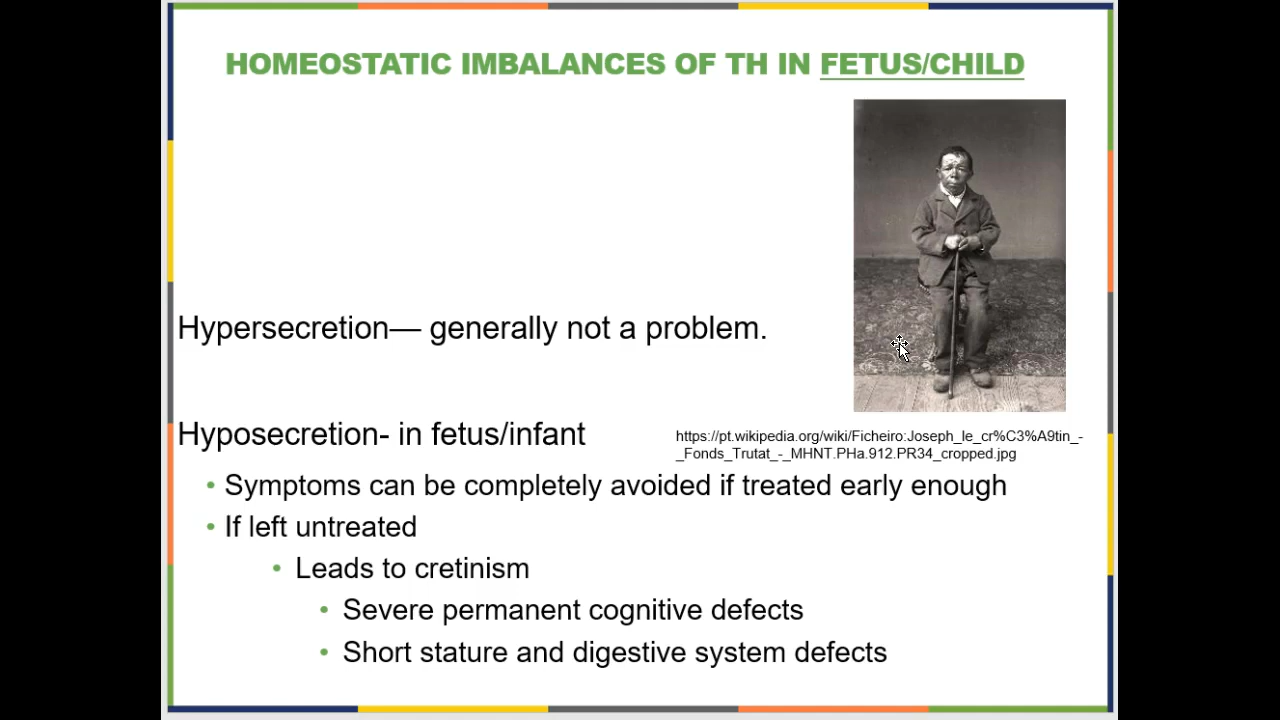 HOMEOSTATIC IMBALANCES OF TH IN FETUS/CHILD
Hypersecretion— generally not a problem.
Hyposecretion- in fetus/infant
https://pt.wikipedia.org/wiki/Ficheiro:Joseph_le_cr%C3%A9tin_-
_Fonds_Trutat_-_MHNT.PHa.912.PR34_cropped.jpg
• Symptoms can be completely avoided if treated early enough
• If left untreated
• Leads to cretinism
• Severe permanent cognitive defects
• Short stature and digestive system defects